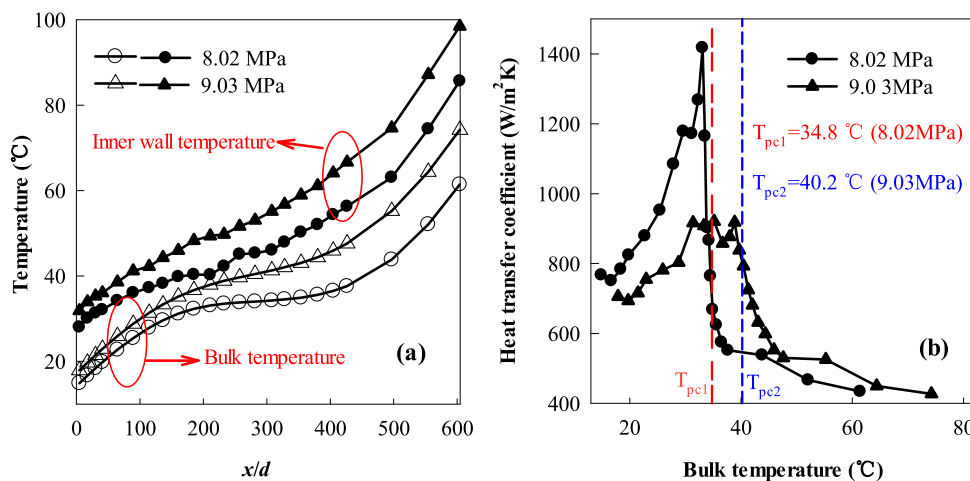 100
80
60
40
20
0
Temperature (℃)
8.02 MPa
9.03 MPa
Inner wall temperature
Bulk temperature
(a)
0 100 200 300 400 500 600
x/d
1400
1200
1000
800
600
400
Heat transfer coefficient (W/m²K)
8.02 MPa
9.0 3MPa
Tpc1=34.8 ℃ (8.02MPa)
Tpc2=40.2 ℃ (9.03MPa)
Tpc1
Tpc2
(b)
20 40 60 80
Bulk temperature (℃)